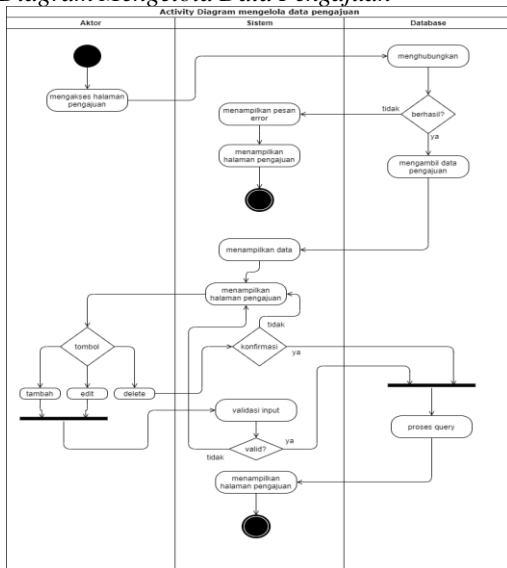 Diagram Mengelola Data Pengajuan
Activity Diagram mengelola data pengajuan
Aktor
Sistem
Database
mengakses halaman
pengajuan
menghubungkan
berhasil?
tidak
ya
menampilkan pesan
error
menampilkan
halaman pengajuan
mengambil data
pengajuan
menampilkan data
menampilkan
halaman pengajuan
tombol
tidak
konfirmasi
ya
tambah
edit
delete
validasi input
valid?
ya
tidak
proses query
menampilkan
halaman pengajuan